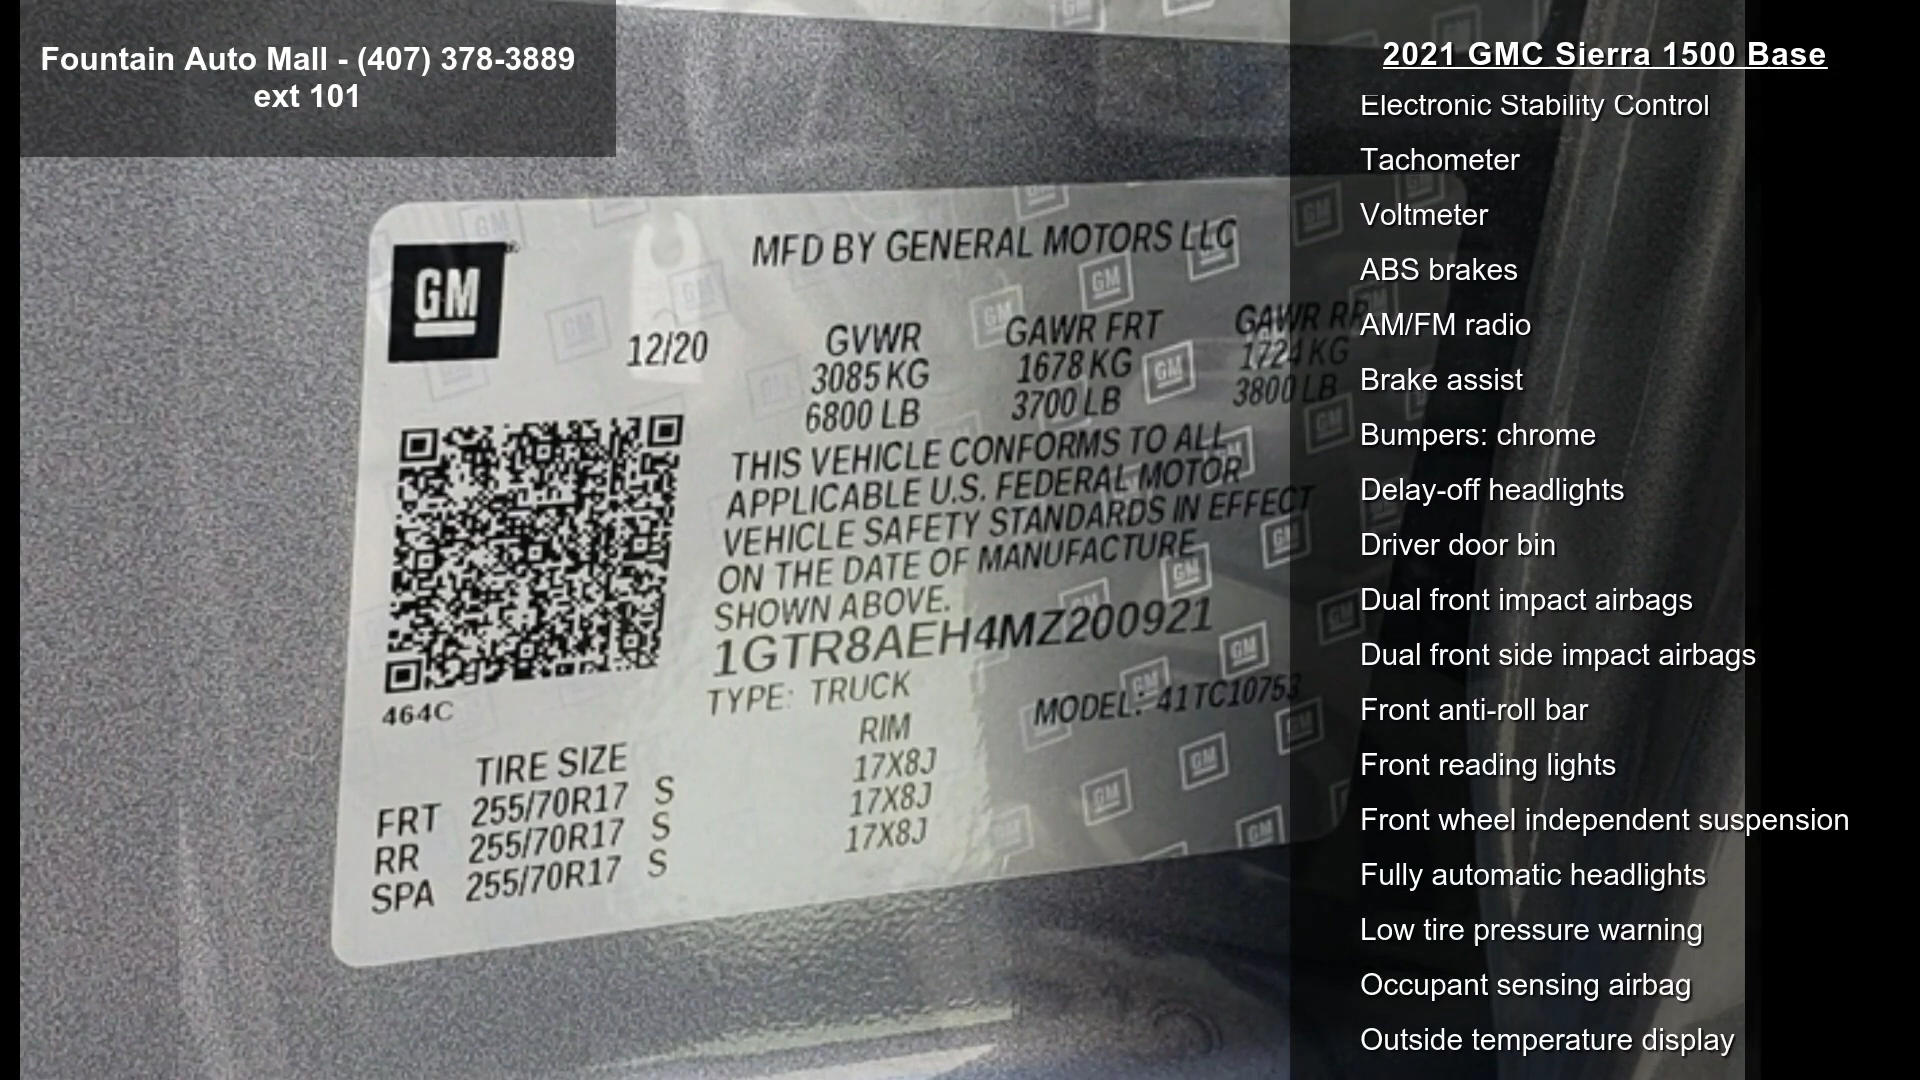 Fountain Auto Mall - (407) 378-3889
ext 101
2021 GMC Sierra 1500 Base
Electronic Stability Control
Tachometer
Voltmeter
ABS brakes
AM/FM radio
Brake assist
Bumpers: chrome
Delay-off headlights
Driver door bin
Dual front impact airbags
Dual front side impact airbags
Front anti-roll bar
Front reading lights
Front wheel independent suspension
Fully automatic headlights
Low tire pressure warning
Occupant sensing airbag
Outside temperature display
GM
MFD BY GENERAL MOTORS LLC
12/20 GVWR GAWR FRT GAWR RR
3085 KG 1678 KG 1724 KG
6800 LB 3700 LB 3800 LB
THIS VEHICLE CONFORMS TO ALL
APPLICABLE U.S. FEDERAL MOTOR
VEHICLE SAFETY STANDARDS IN EFFECT
ON THE DATE OF MANUFACTURE
SHOWN ABOVE.
1GTR8AEH4MZ200921
TYPE: TRUCK MODEL: 41TC10753
464C
TIRE SIZE RIM
FRT 255/70R17 S 17X8J
RR 255/70R17 S 17X8J
SPA 255/70R17 S 17X8J